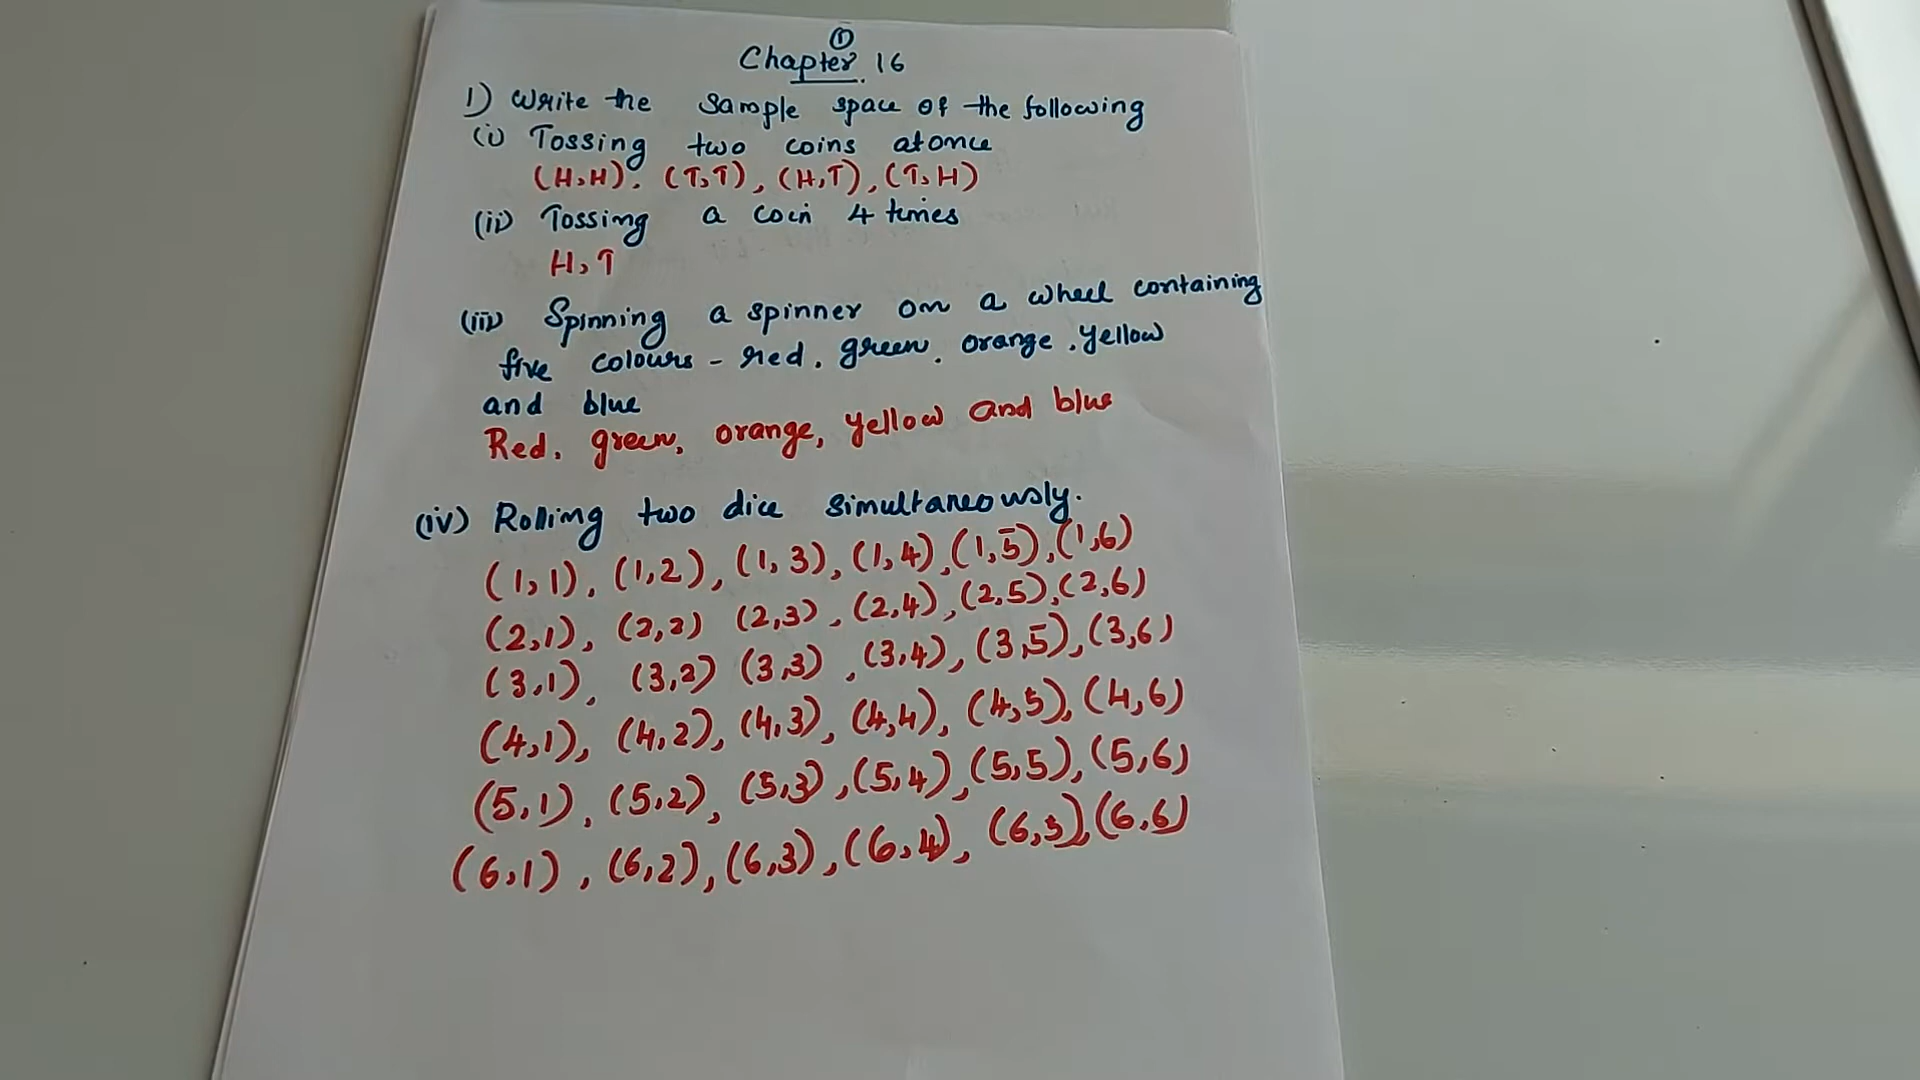 ①
Chapter 16
1) Write the sample space of the following
(i) Tossing two coins at once
(H,H), (T,T), (H,T), (T,H)
(ii) Tossing a coin 4 times
H, T
(iii) Spinning a spinner on a wheel containing
five colours - red, green, orange, yellow
and blue
Red, green, orange, yellow and blue
(iv) Rolling two dice simultaneously.
(1,1), (1,2), (1,3), (1,4), (1,5), (1,6)
(2,1), (2,2) (2,3), (2,4), (2,5), (2,6)
(3,1), (3,2) (3,3), (3,4), (3,5), (3,6)
(4,1), (4,2), (4,3), (4,4), (4,5), (4,6)
(5,1), (5,2), (5,3), (5,4), (5,5), (5,6)
(6,1), (6,2), (6,3), (6,4), (6,5), (6,6)